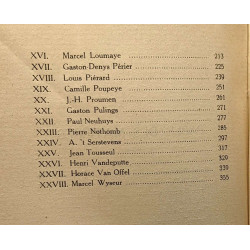 XVI. Marcel Loumaye 213
XVII. Gaston-Denys Périer 225
XVIII. Louis Piérard 239
XIX. Camille Poupeye 251
XX. J.-H. Proumen 261
XXI. Gaston Pulings 271
XXII. Paul Neuhuys 277
XXIII. Pierre Nothomb 285
XXIV. A. 't Serstevens 297
XXV. Jean Tousseul 317
XXVI. Henri Vandeputte 329
XXVII. Horace Van Offel 339
XXVIII. Marcel Wyseur 355